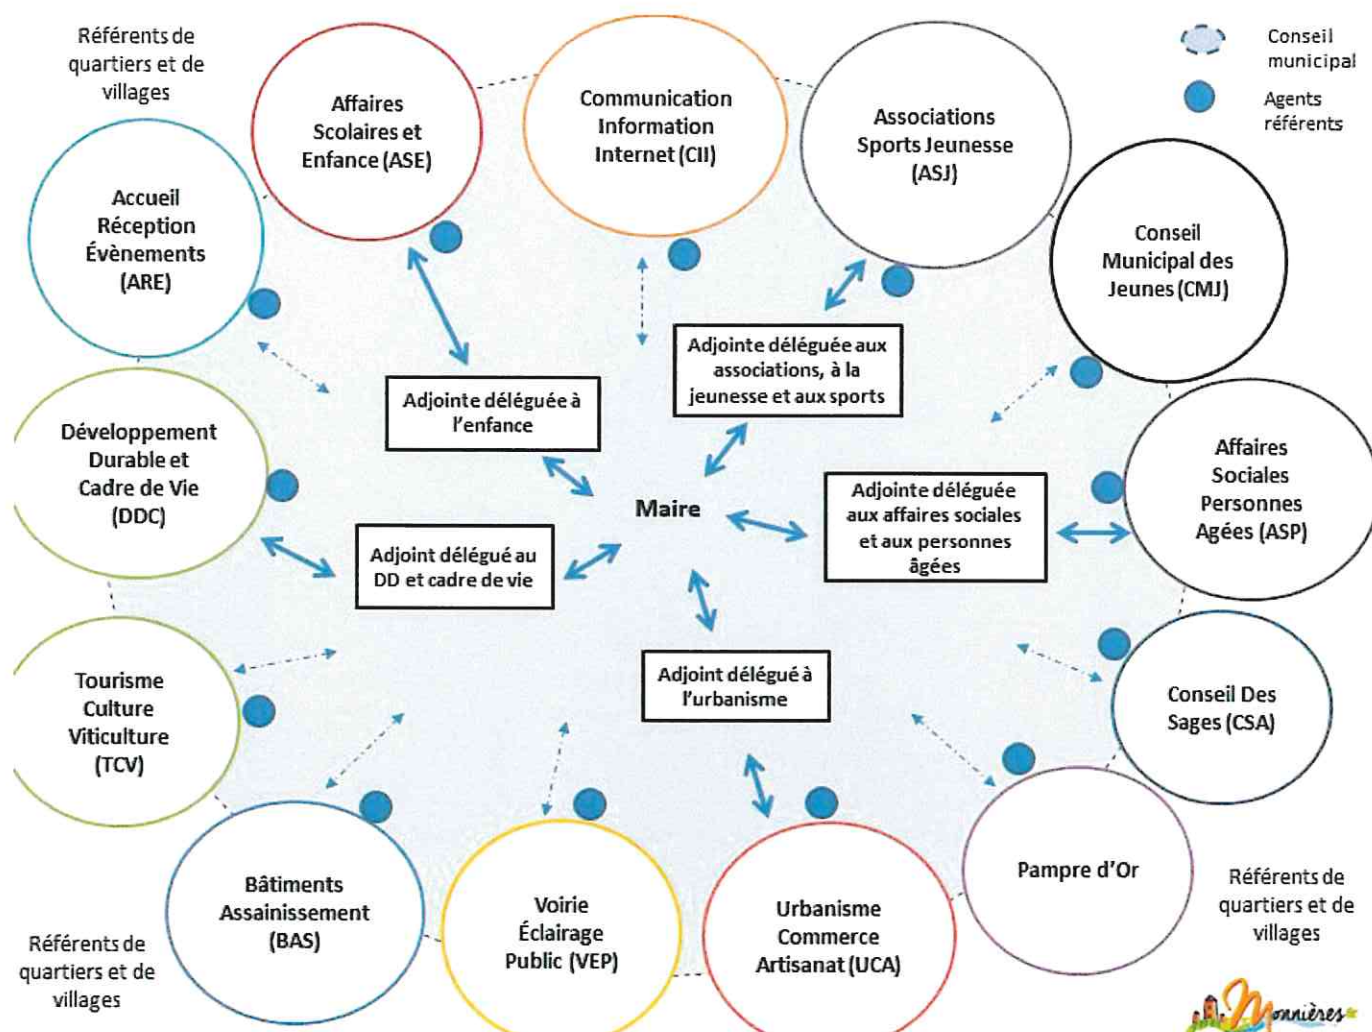 Référents de
quartiers et de
villages
Affaires
Scolaires et
Enfance (ASE)
Communication
Information
Internet (CII)
Associations
Sports Jeunesse
(ASJ)
Conseil
municipal
Agents
référents
Accueil
Réception
Évènements
(ARE)
Conseil
Municipal des
Jeunes (CMJ)
Adjointe déléguée aux
associations, à la
jeunesse et aux sports
Adjointe déléguée à
l'enfance
Développement
Durable et
Cadre de Vie
(DDC)
Maire
Adjointe déléguée
aux affaires sociales
et aux personnes
âgées
Affaires
Sociales
Personnes
Agées (ASP)
Adjoint délégué au
DD et cadre de vie
Adjoint délégué à
l'urbanisme
Tourisme
Culture
Viticulture
(TCV)
Conseil Des
Sages (CSA)
Bâtiments
Assainissement
(BAS)
Voirie
Éclairage
Public (VEP)
Urbanisme
Commerce
Artisanat (UCA)
Pampre d'Or
Référents de
quartiers et de
villages
Référents de
quartiers et de
villages
Monnières